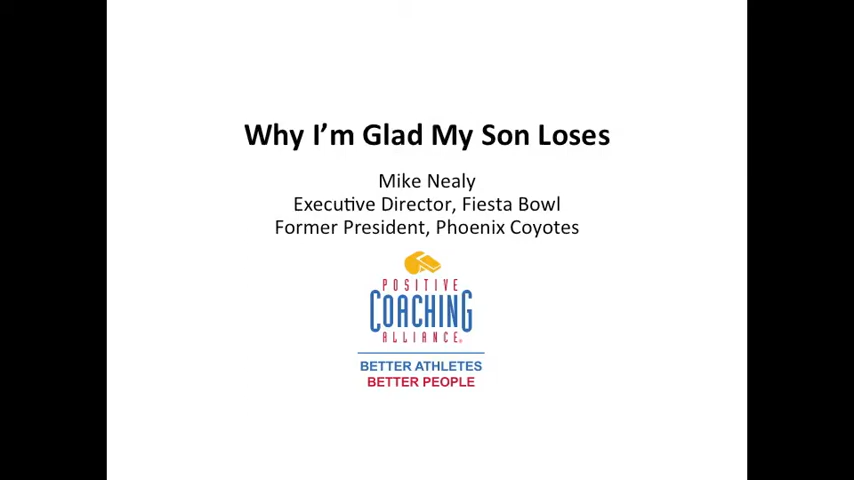 Why I'm Glad My Son Loses
Mike Nealy
Executive Director, Fiesta Bowl
Former President, Phoenix Coyotes
POSITIVE
COACHING
ALLIANCE®
BETTER ATHLETES
BETTER PEOPLE